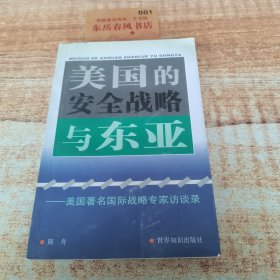 001
东岳春风书店
MEIGUO DE ANQUAN ZHANLUE YU DONGYA
美国的
安全战略
与东亚
——美国著名国际战略专家访谈录
陈舟
世界知识出版社